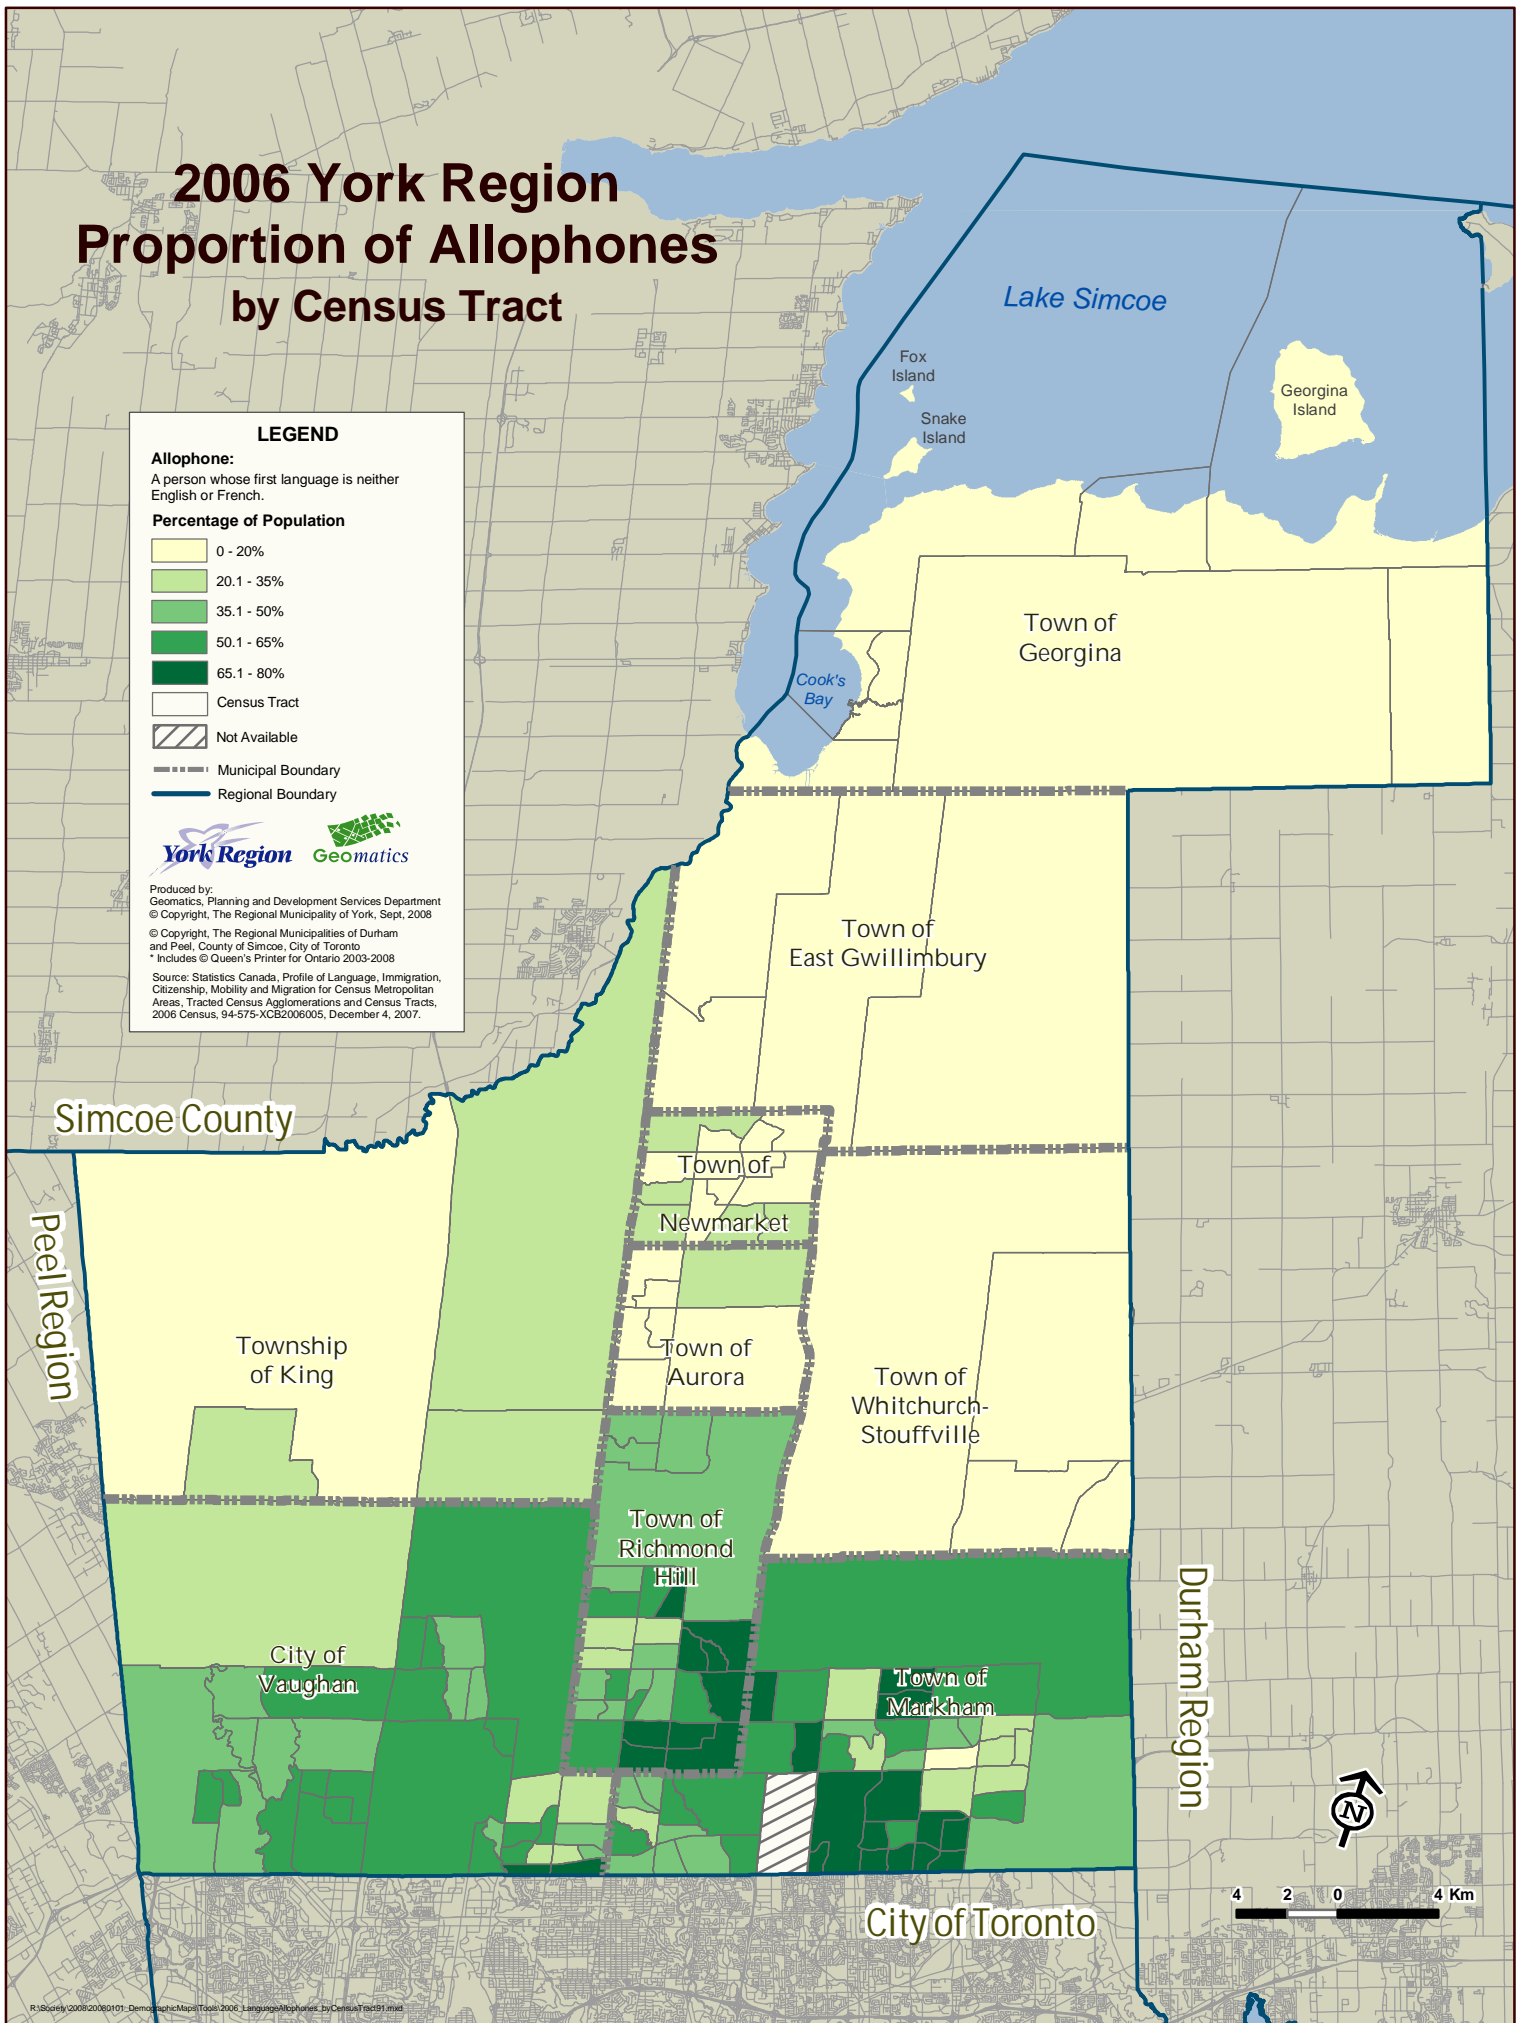 2006 York Region
Proportion of Allophones
by Census Tract
Lake Simcoe
Fox
Island
Snake
Island
Georgina
Island
LEGEND
Allophone:
A person whose first language is neither
English or French.
Percentage of Population
0 - 20%
20.1 - 35%
35.1 - 50%
50.1 - 65%
65.1 - 80%
Census Tract
Not Available
Municipal Boundary
Regional Boundary
York Region
Geomatics
Produced by:
Geomatics, Planning and Development Services Department
© Copyright, The Regional Municipality of York, Sept, 2008
© Copyright, The Regional Municipalities of Durham
and Peel, County of Simcoe, City of Toronto
* Includes © Queen's Printer for Ontario 2003-2008
Source: Statistics Canada, Profile of Language, Immigration,
Citizenship, Mobility and Migration for Census Metropolitan
Areas, Tracted Census Agglomerations and Census Tracts,
2006 Census, 94-575-XCB2006005, December 4, 2007.
Town of
Georgina
Cook's
Bay
Town of
East Gwillimbury
Simcoe County
Town of
Newmarket
Peel Region
Township
of King
Town of
Aurora
Town of
Whitchurch-
Stouffville
Town of
Richmond
Hill
City of
Vaughan
Town of
Markham
Durham Region
N
4 2 0 4 Km
City of Toronto
R:\Society\2008\20080101_DemographicMaps\Tools\2006_LanguageAllophones_byCensusTract91.mxd